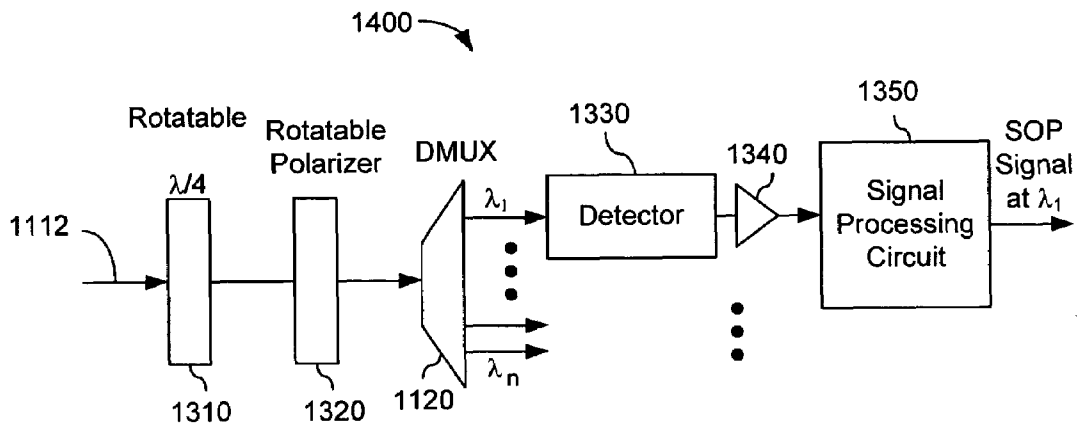 1400
Rotatable
λ/4
Rotatable
Polarizer
DMUX
1330
1340
1350
SOP
Signal
at λ1
1112
λ1
Detector
Signal
Processing
Circuit
λn
1310
1320
1120